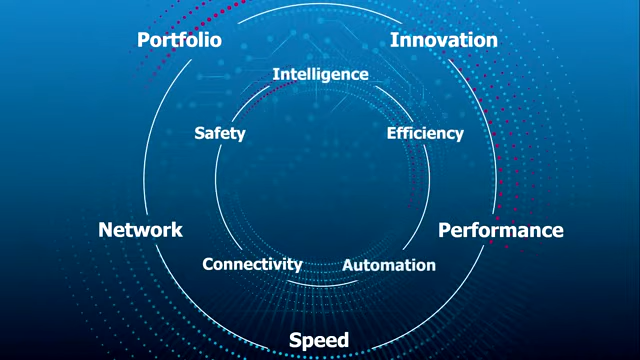 Portfolio
Innovation
Intelligence
Safety
Efficiency
Network
Performance
Connectivity
Automation
Speed